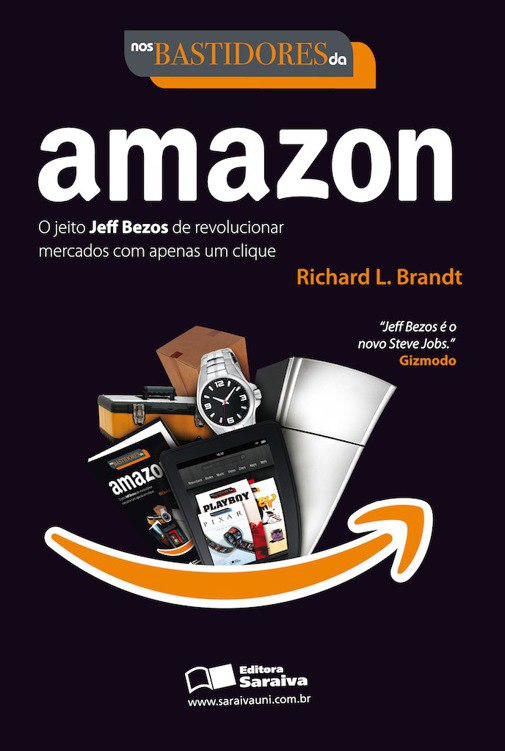 nos BASTIDORES da
amazon
O jeito Jeff Bezos de revolucionar
mercados com apenas um clique
Richard L. Brandt
“Jeff Bezos é o
novo Steve Jobs.”
Gizmodo
BASTIDORES
amazon
PLAYBOY
PIXAR
Editora
Saraiva
www.saraivauni.com.br